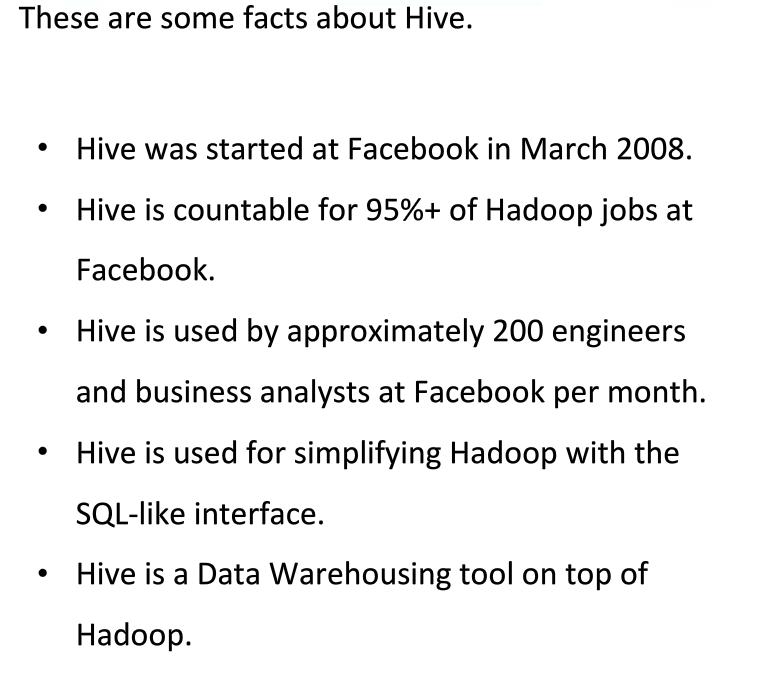 These are some facts about Hive.
• Hive was started at Facebook in March 2008.
• Hive is countable for 95%+ of Hadoop jobs at
Facebook.
• Hive is used by approximately 200 engineers
and business analysts at Facebook per month.
• Hive is used for simplifying Hadoop with the
SQL-like interface.
• Hive is a Data Warehousing tool on top of
Hadoop.